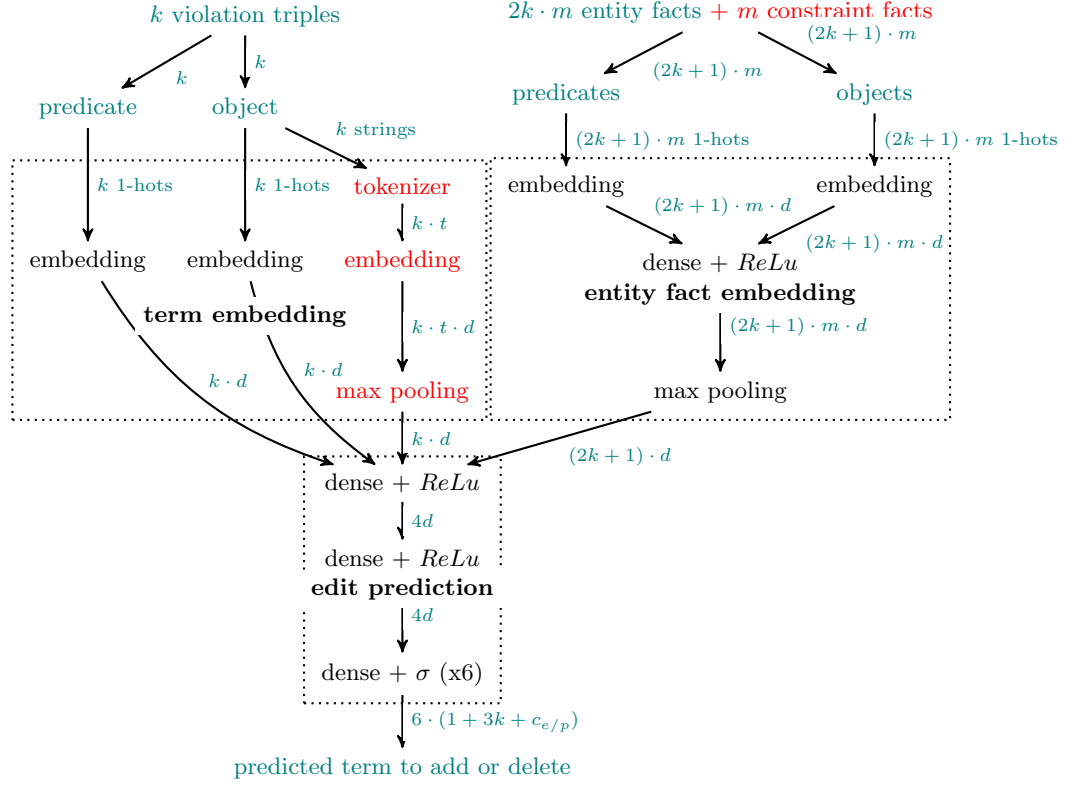 k violation triples
2k · m entity facts + m constraint facts
(2k + 1) · m
k
k
(2k + 1) · m
predicate
object
predicates
objects
k strings
(2k + 1) · m 1-hots
(2k + 1) · m 1-hots
k 1-hots
k 1-hots
tokenizer
embedding
embedding
(2k + 1) · m · d
k · t
(2k + 1) · m · d
embedding
embedding
embedding
dense + ReLu
entity fact embedding
term embedding
k · t · d
(2k + 1) · m · d
k · d
k · d
max pooling
max pooling
k · d
(2k + 1) · d
dense + ReLu
4d
dense + ReLu
edit prediction
4d
dense + σ (x6)
6 · (1 + 3k + c_{e/p})
predicted term to add or delete